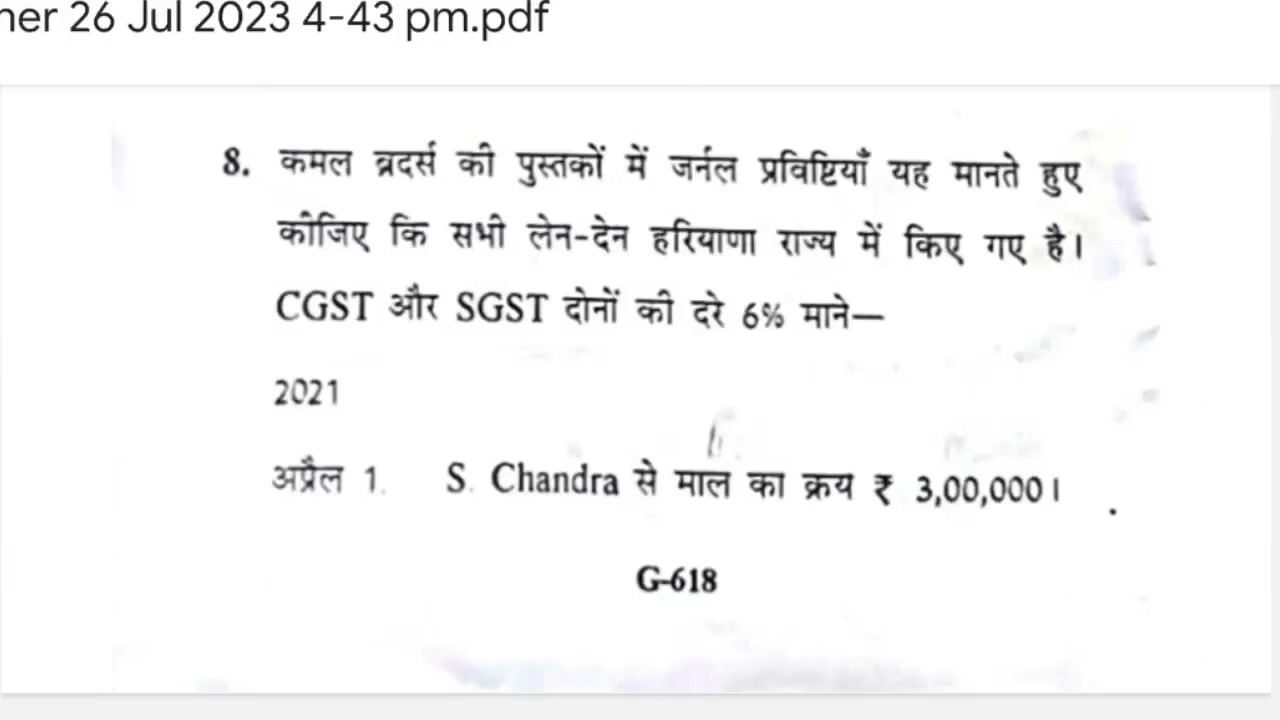 ner 26 Jul 2023 4-43 pm.pdf
8. कमल ब्रदर्स की पुस्तकों में जर्नल प्रविष्टियाँ यह मानते हुए
कीजिए कि सभी लेन-देन हरियाणा राज्य में किए गए है।
CGST और SGST दोनों की दरे 6% माने—
2021
अप्रैल 1. S. Chandra से माल का क्रय ₹ 3,00,000।
G-618